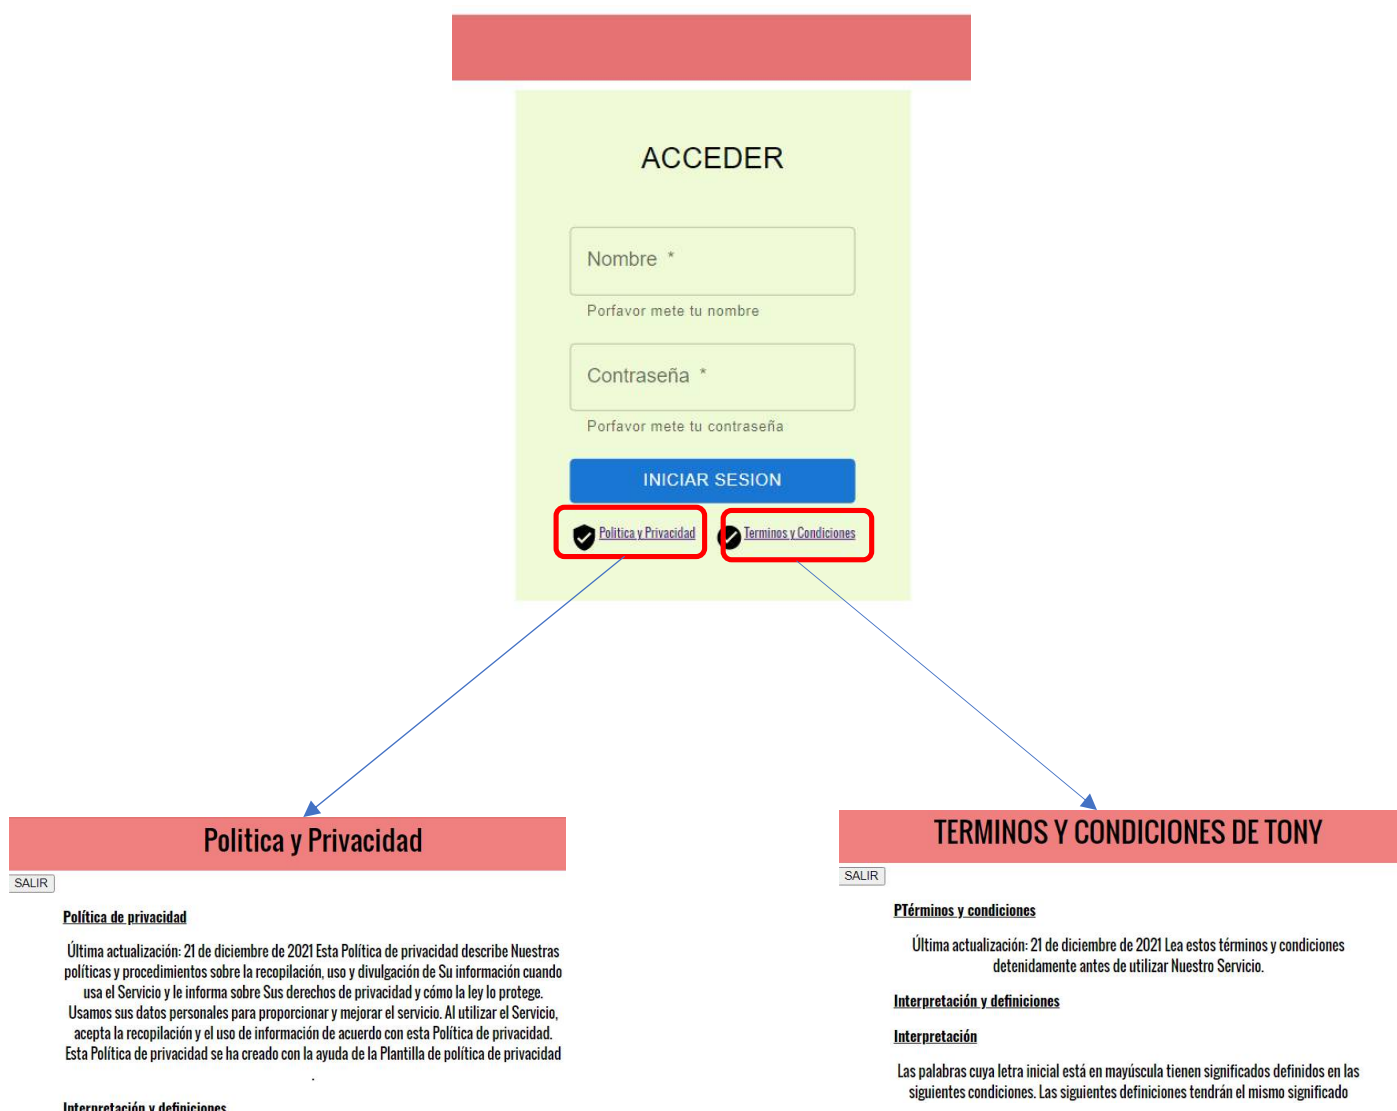 ACCEDER
Nombre *
Porfavor mete tu nombre
Contraseña *
Porfavor mete tu contraseña
INICIAR SESION
Politica y Privacidad
Terminos y Condiciones
Politica y Privacidad
SALIR
Política de privacidad
Última actualización: 21 de diciembre de 2021 Esta Política de privacidad describe Nuestras
políticas y procedimientos sobre la recopilación, uso y divulgación de Su información cuando
usa el Servicio y le informa sobre Sus derechos de privacidad y cómo la ley lo protege.
Usamos sus datos personales para proporcionar y mejorar el servicio. Al utilizar el Servicio,
acepta la recopilación y el uso de información de acuerdo con esta Política de privacidad.
Esta Política de privacidad se ha creado con la ayuda de la Plantilla de política de privacidad
.
Interpretación y definiciones
TERMINOS Y CONDICIONES DE TONY
SALIR
PTérminos y condiciones
Última actualización: 21 de diciembre de 2021 Lea estos términos y condiciones
detenidamente antes de utilizar Nuestro Servicio.
Interpretación y definiciones
Interpretación
Las palabras cuya letra inicial está en mayúscula tienen significados definidos en las
siguientes condiciones. Las siguientes definiciones tendrán el mismo significado